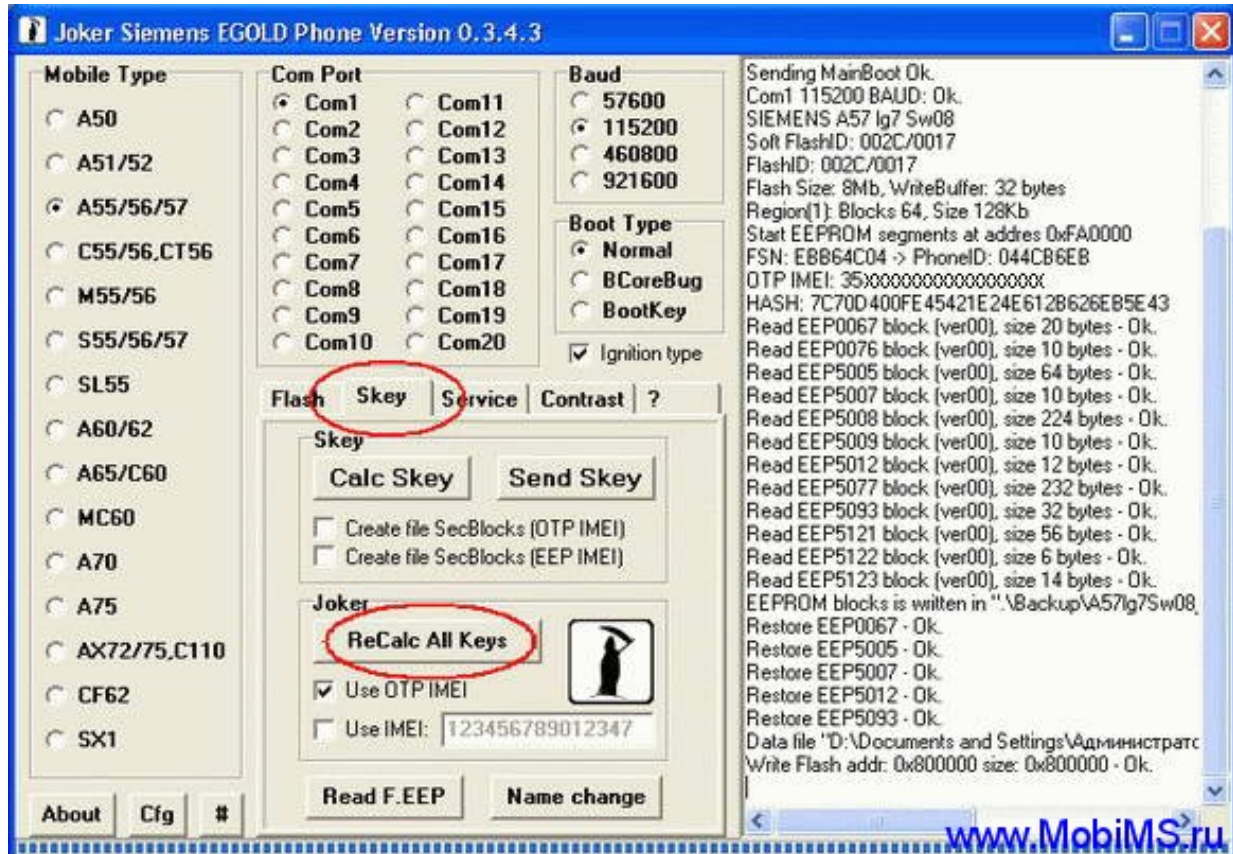 Joker Siemens EGOLD Phone Version 0.3.4.3
Mobile Type
A50
A51/52
A55/56/57
C55/56,CT56
M55/56
S55/56/57
SL55
A60/62
A65/C60
MC60
A70
A75
AX72/75,C110
CF62
SX1
About Cfg #
Com Port
Com1 Com11
Com2 Com12
Com3 Com13
Com4 Com14
Com5 Com15
Com6 Com16
Com7 Com17
Com8 Com18
Com9 Com19
Com10 Com20
Baud
57600
115200
460800
921600
Boot Type
Normal
BCoreBug
BootKey
Ignition type
Flash Skey Service Contrast ?
Skey
Calc Skey Send Skey
Create file SecBlocks (OTP IMEI)
Create file SecBlocks (EEP IMEI)
Joker
ReCalc All Keys
Use OTP IMEI
Use IMEI: 123456789012347
Read F.EEP Name change
Sending MainBoot Ok.
Com1 115200 BAUD: Ok.
SIEMENS A57 lg7 Sw08
Soft FlashID: 002C/0017
FlashID: 002C/0017
Flash Size: 8Mb, WriteBuffer: 32 bytes
Region(1): Blocks 64, Size 128Kb
Start EEPROM segments at addres 0xFA0000
FSN: EBB64C04 -> PhoneID: 044CB6EB
OTP IMEI: 35XXXXXXXXXXXXXXXXXX
HASH: 7C70D400FE45421E24E612B626EB5E43
Read EEP0067 block (ver00), size 20 bytes - Ok.
Read EEP0076 block (ver00), size 10 bytes - Ok.
Read EEP5005 block (ver00), size 64 bytes - Ok.
Read EEP5007 block (ver00), size 10 bytes - Ok.
Read EEP5008 block (ver00), size 224 bytes - Ok.
Read EEP5009 block (ver00), size 10 bytes - Ok.
Read EEP5012 block (ver00), size 12 bytes - Ok.
Read EEP5077 block (ver00), size 232 bytes - Ok.
Read EEP5093 block (ver00), size 32 bytes - Ok.
Read EEP5121 block (ver00), size 56 bytes - Ok.
Read EEP5122 block (ver00), size 6 bytes - Ok.
Read EEP5123 block (ver00), size 14 bytes - Ok.
EEPROM blocks is written in ".\Backup\A57lg7Sw08_
Restore EEP0067 - Ok.
Restore EEP5005 - Ok.
Restore EEP5007 - Ok.
Restore EEP5012 - Ok.
Restore EEP5093 - Ok.
Data file "D:\Documents and Settings\Администратс
Write Flash addr: 0x800000 size: 0x800000 - Ok.
www.MobiMS.ru